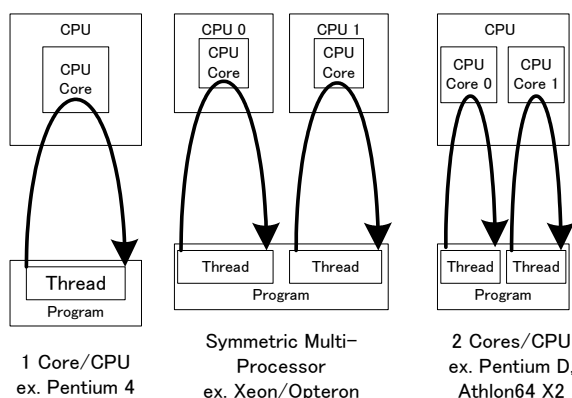 CPU
CPU
Core
Thread
Program
1 Core/CPU
ex. Pentium 4
CPU 0
CPU
Core
CPU 1
CPU
Core
Thread
Thread
Program
Symmetric Multi-
Processor
ex. Xeon/Opteron
CPU
CPU
Core 0
CPU
Core 1
Thread
Thread
Program
2 Cores/CPU
ex. Pentium D,
Athlon64 X2